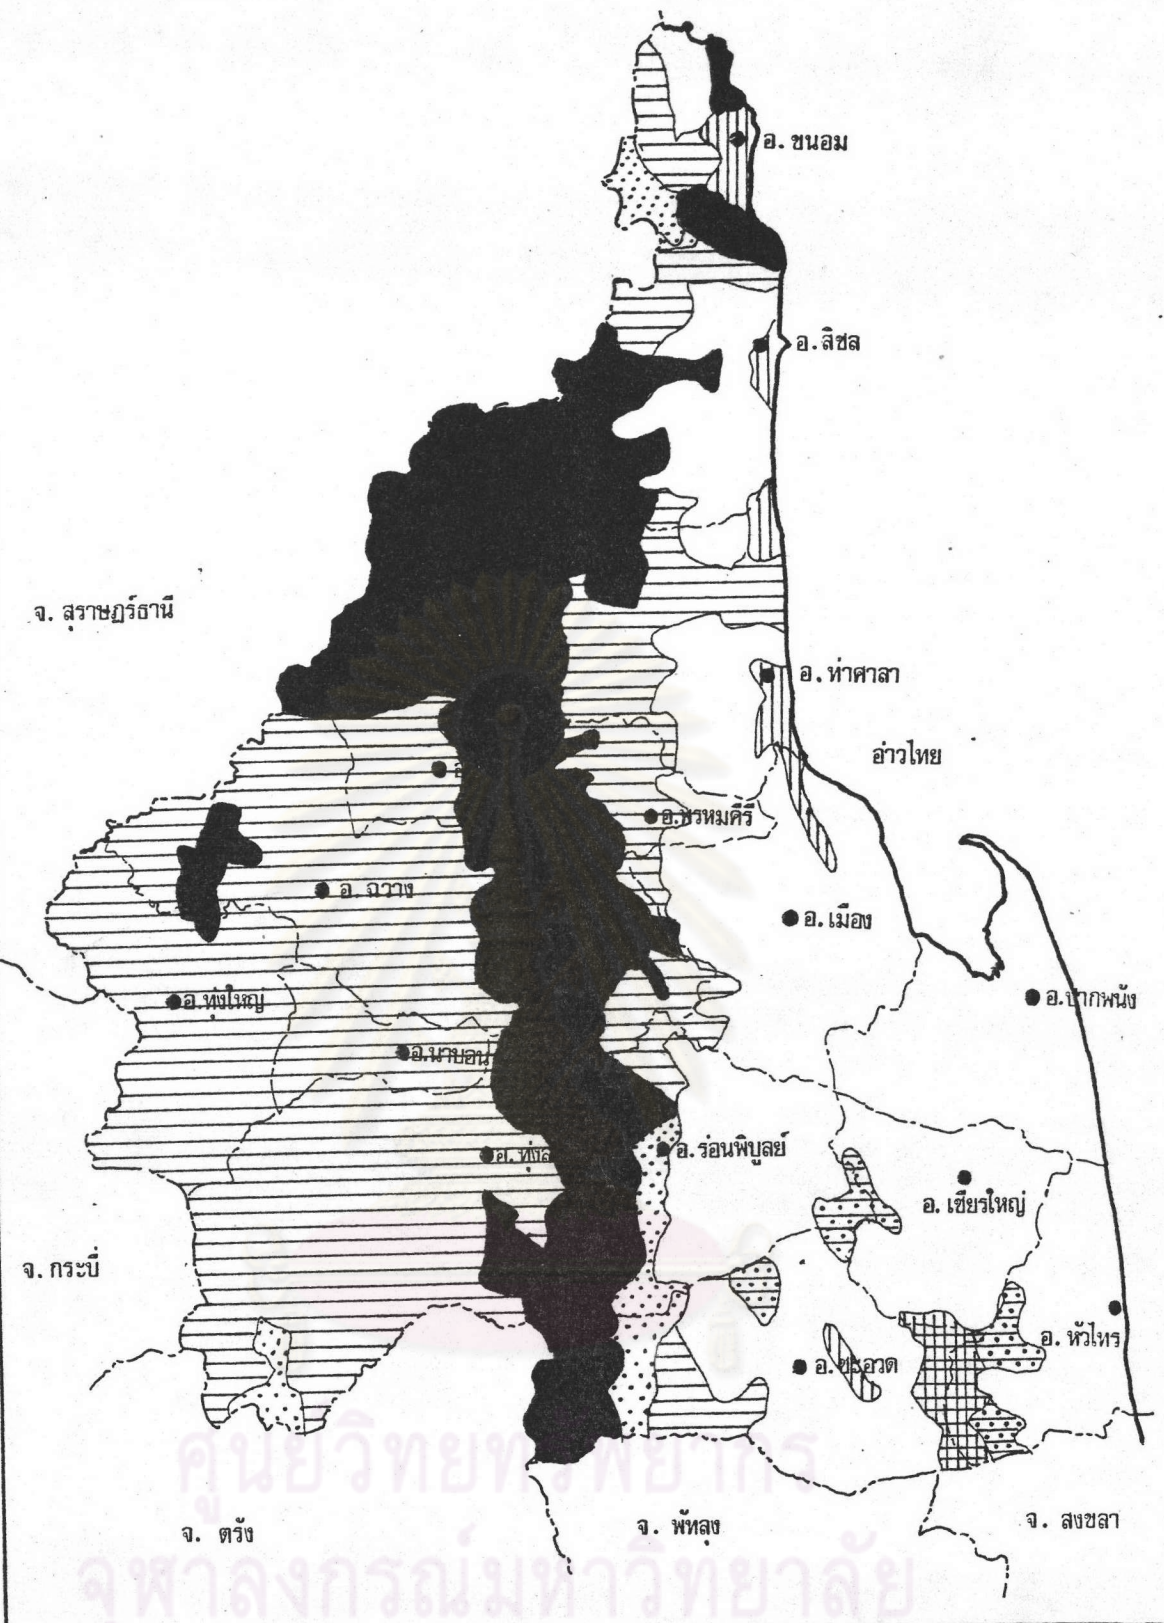 อ. ขนอม
อ. สิชล
จ. สุราษฎร์ธานี
อ. ท่าศาลา
อ่าวไทย
อ
อ.พรหมคีรี
อ. ฉวาง
อ. เมือง
อ.ทุ่งใหญ่
อ.ปากพนัง
อ.นาบอน
อ. ทุ่งส
อ. ร่อนพิบูลย์
อ. เชียรใหญ่
จ. กระบี่
อ. หัวไทร
อ. ชะอวด
จ. ตรัง
จ. พัทลุง
จ. สงขลา
ศูนย์วิทยทรัพยากร
จุฬาลงกรณ์มหาวิทยาลัย